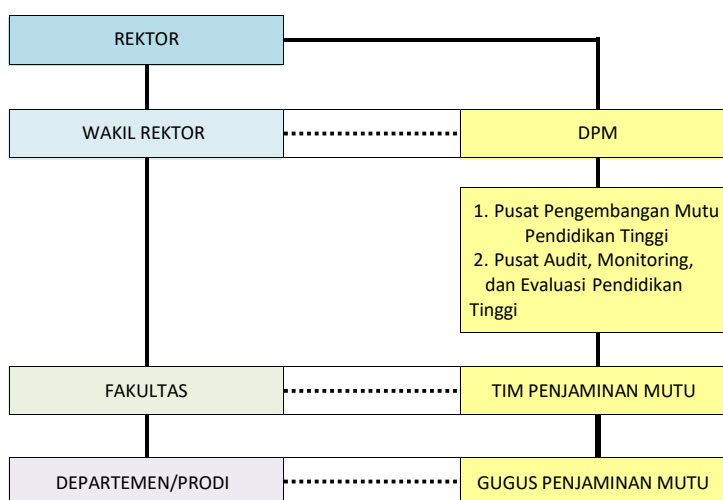 REKTOR
WAKIL REKTOR
DPM
1. Pusat Pengembangan Mutu
Pendidikan Tinggi
2. Pusat Audit, Monitoring,
dan Evaluasi Pendidikan
Tinggi
FAKULTAS
TIM PENJAMINAN MUTU
DEPARTEMEN/PRODI
GUGUS PENJAMINAN MUTU